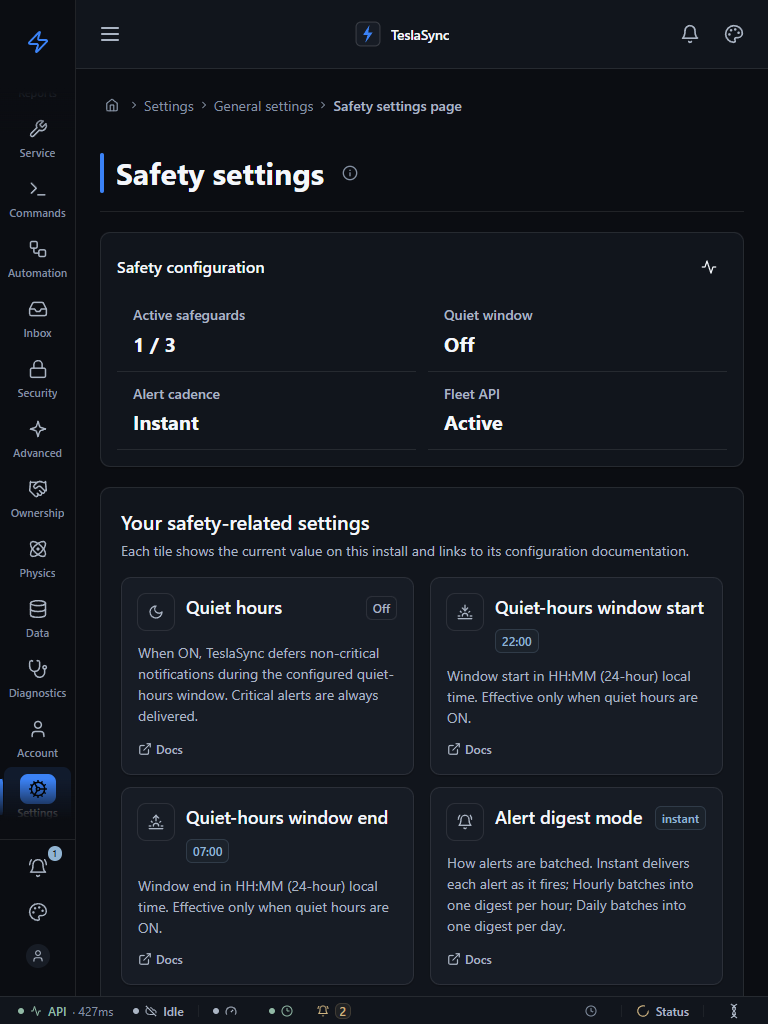 TeslaSync
Reports
Service
Commands
Automation
Inbox
Security
Advanced
Ownership
Physics
Data
Diagnostics
Account
Settings
1
Settings > General settings > Safety settings page
Safety settings
Safety configuration
Active safeguards
1 / 3
Quiet window
Off
Alert cadence
Instant
Fleet API
Active
Your safety-related settings
Each tile shows the current value on this install and links to its configuration documentation.
Quiet hours
Off
When ON, TeslaSync defers non-critical
notifications during the configured quiet-
hours window. Critical alerts are always
delivered.
Docs
Quiet-hours window start
22:00
Window start in HH:MM (24-hour) local
time. Effective only when quiet hours are
ON.
Docs
Quiet-hours window end
07:00
Window end in HH:MM (24-hour) local
time. Effective only when quiet hours are
ON.
Docs
Alert digest mode
instant
How alerts are batched. Instant delivers
each alert as it fires; Hourly batches into
one digest per hour; Daily batches into
one digest per day.
Docs
API · 427ms
Idle
2
Status